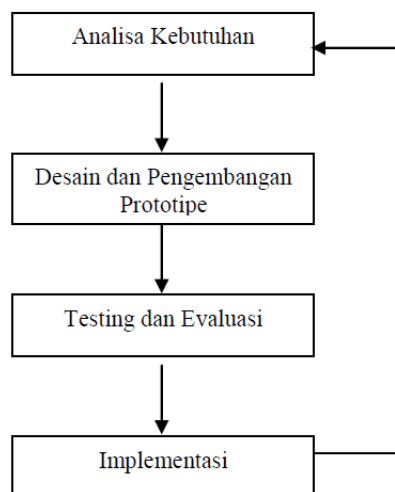 Analisa Kebutuhan
Desain dan Pengembangan
Prototipe
Testing dan Evaluasi
Implementasi